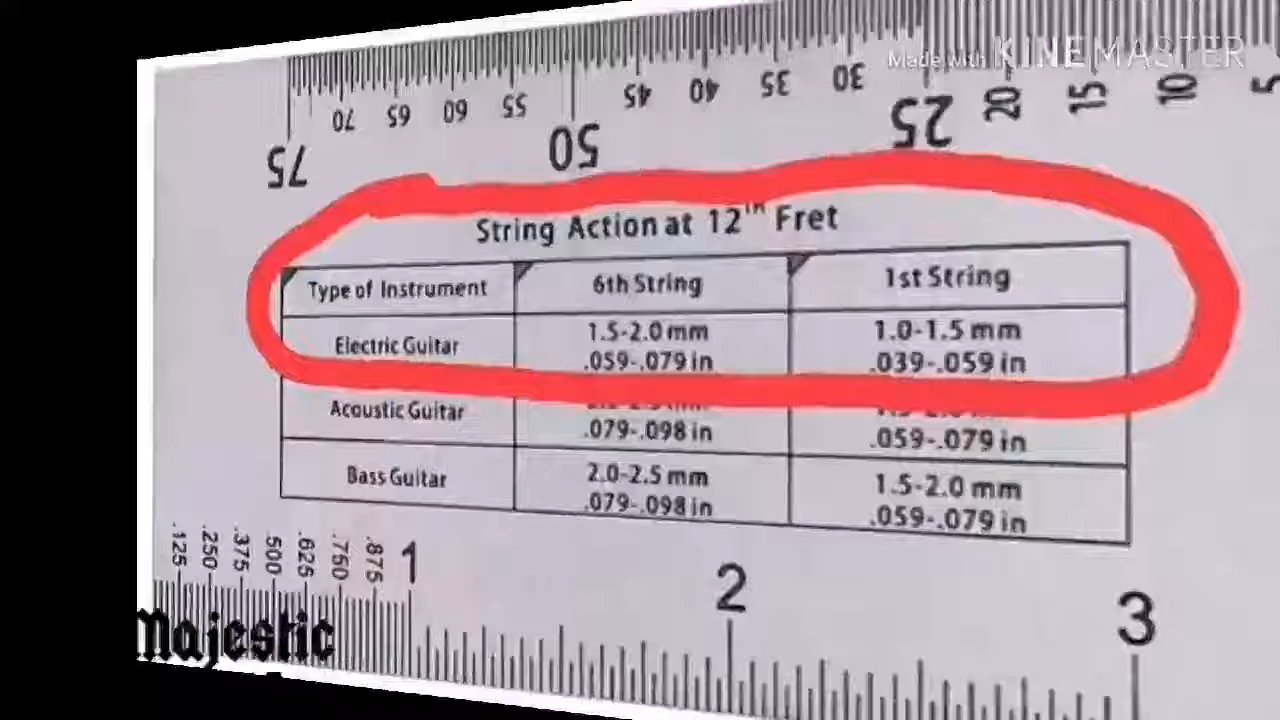 Made with KINEMASTER
75 70 65 60 55 50 45 40 35 30 25 20 15 10 5
String Action at 12th Fret
Type of Instrument 6th String 1st String
Electric Guitar 1.5-2.0 mm 1.0-1.5 mm
.059-.079 in .039-.059 in
Acoustic Guitar
.079-.098 in .059-.079 in
Bass Guitar 2.0-2.5 mm 1.5-2.0 mm
.079-.098 in .059-.079 in
.125 .250 .375 .500 .625 .750 .875 1 2 3
Majestic